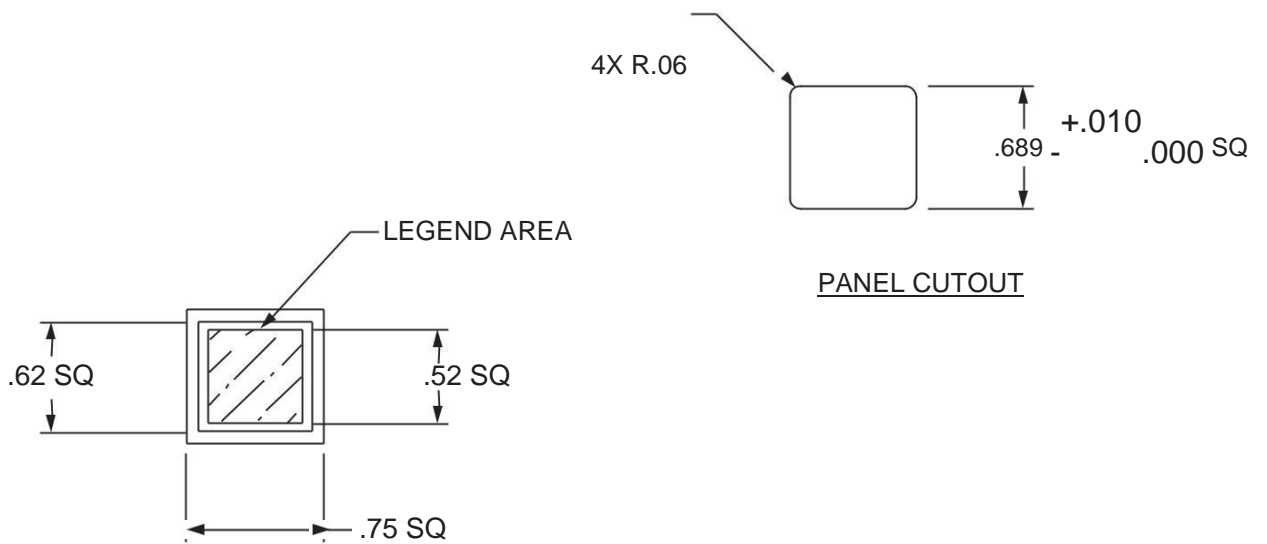 4X R.06
.689 - +.010 .000 SQ
PANEL CUTOUT
LEGEND AREA
.62 SQ
.52 SQ
.75 SQ